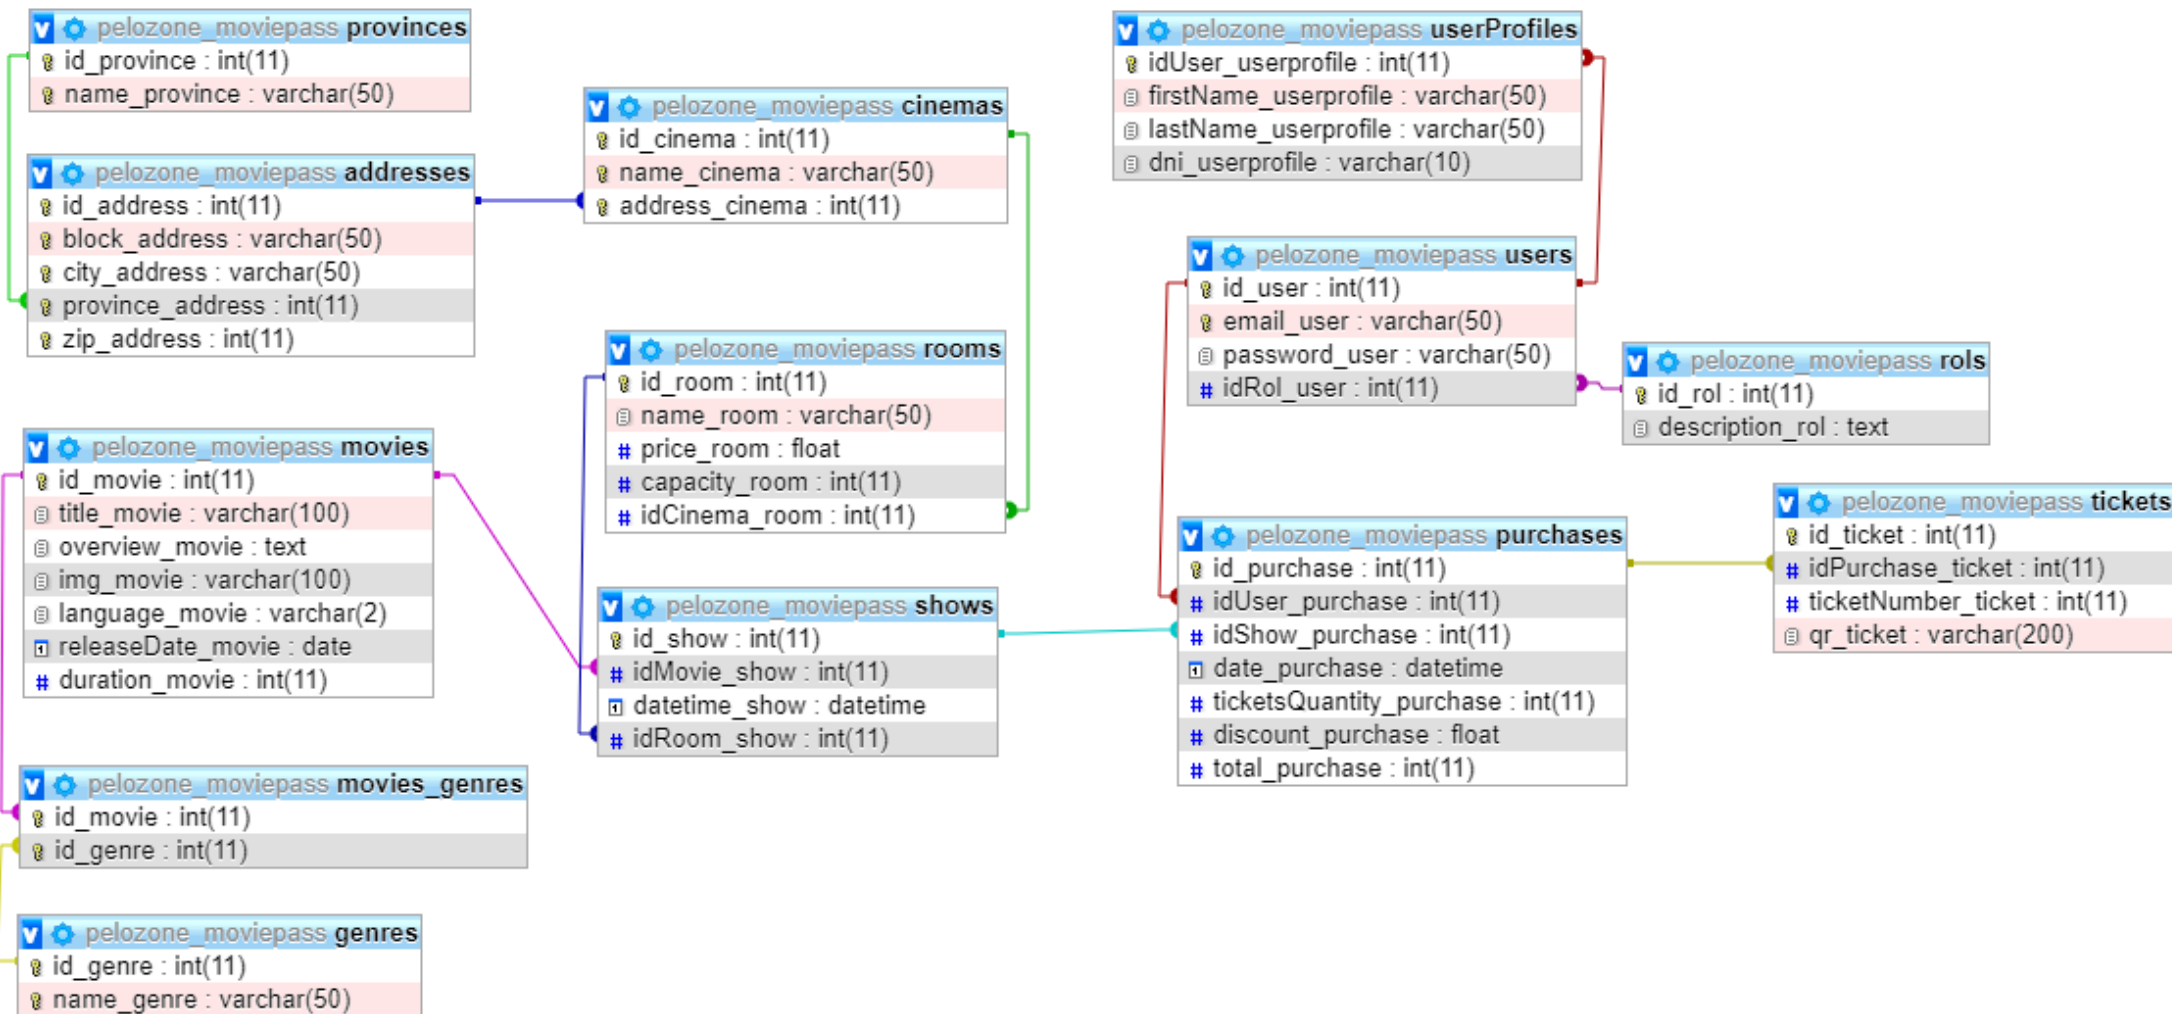 pelozone_moviepass provinces
id_province : int(11)
name_province : varchar(50)
pelozone_moviepass addresses
id_address : int(11)
block_address : varchar(50)
city_address : varchar(50)
province_address : int(11)
zip_address : int(11)
pelozone_moviepass movies
id_movie : int(11)
title_movie : varchar(100)
overview_movie : text
img_movie : varchar(100)
language_movie : varchar(2)
releaseDate_movie : date
duration_movie : int(11)
pelozone_moviepass movies_genres
id_movie : int(11)
id_genre : int(11)
pelozone_moviepass genres
id_genre : int(11)
name_genre : varchar(50)
pelozone_moviepass cinemas
id_cinema : int(11)
name_cinema : varchar(50)
address_cinema : int(11)
pelozone_moviepass rooms
id_room : int(11)
name_room : varchar(50)
price_room : float
capacity_room : int(11)
idCinema_room : int(11)
pelozone_moviepass shows
id_show : int(11)
idMovie_show : int(11)
datetime_show : datetime
idRoom_show : int(11)
pelozone_moviepass userProfiles
idUser_userprofile : int(11)
firstName_userprofile : varchar(50)
lastName_userprofile : varchar(50)
dni_userprofile : varchar(10)
pelozone_moviepass users
id_user : int(11)
email_user : varchar(50)
password_user : varchar(50)
idRol_user : int(11)
pelozone_moviepass rols
id_rol : int(11)
description_rol : text
pelozone_moviepass purchases
id_purchase : int(11)
idUser_purchase : int(11)
idShow_purchase : int(11)
date_purchase : datetime
ticketsQuantity_purchase : int(11)
discount_purchase : float
total_purchase : int(11)
pelozone_moviepass tickets
id_ticket : int(11)
idPurchase_ticket : int(11)
ticketNumber_ticket : int(11)
qr_ticket : varchar(200)